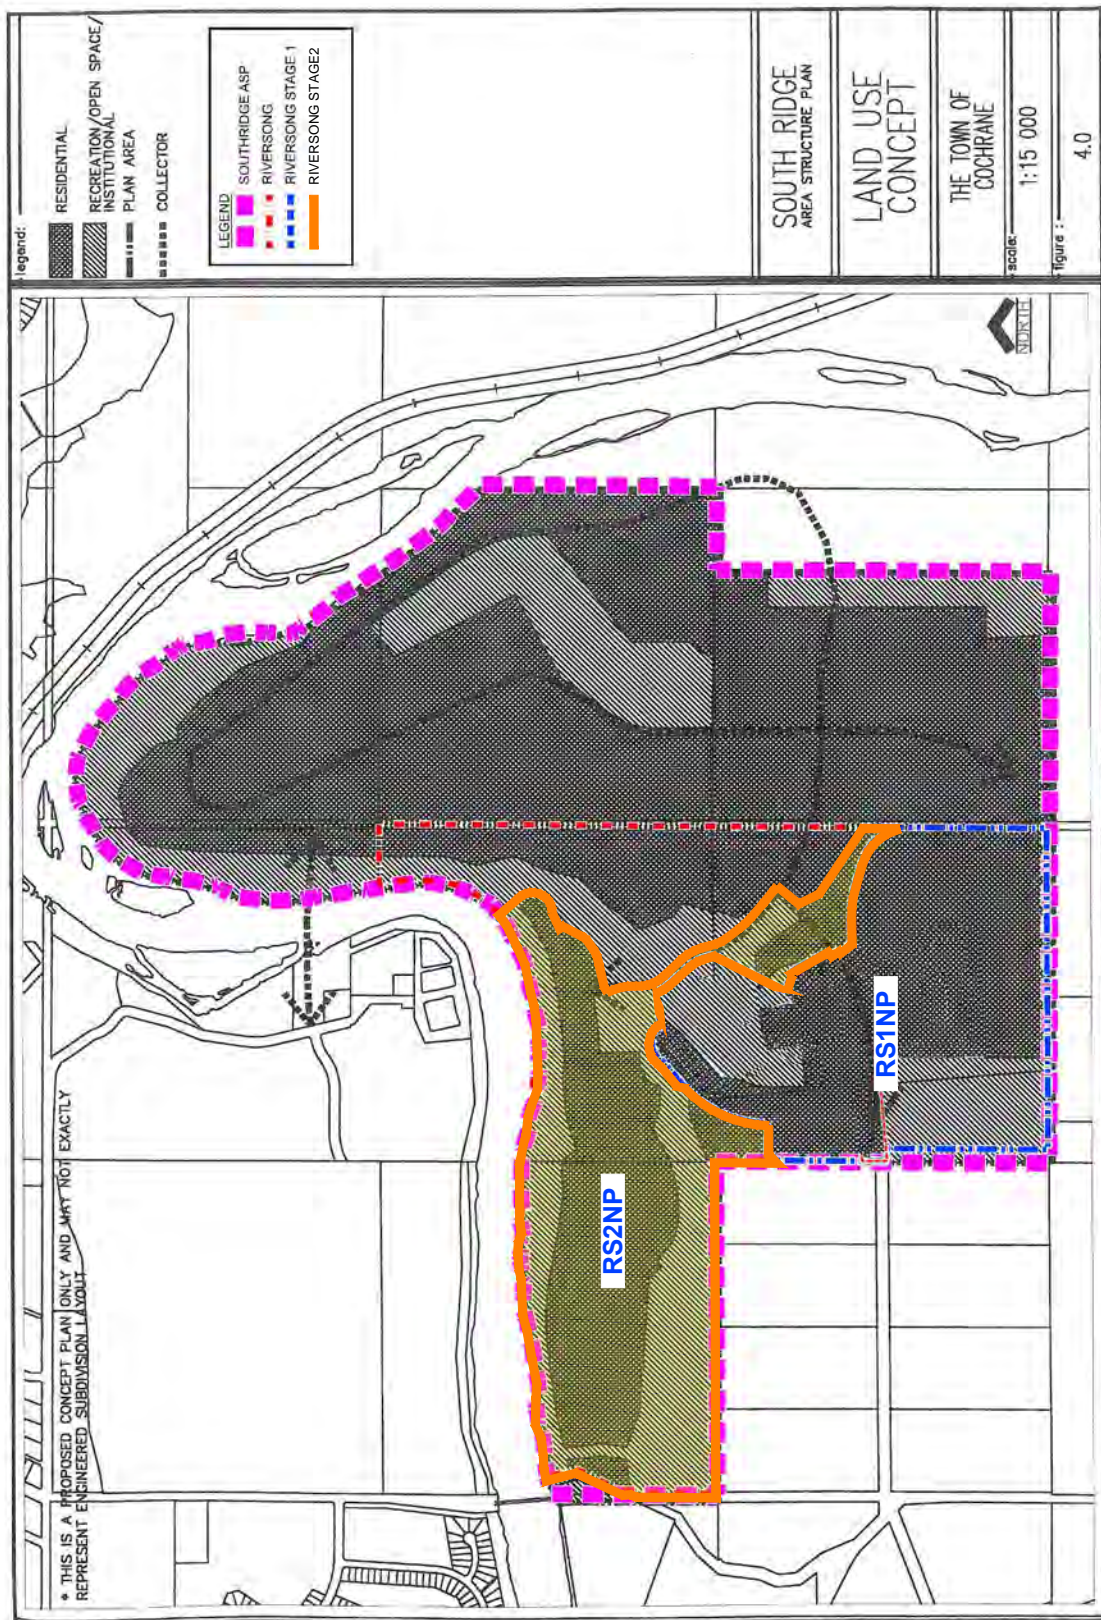 legend:
RESIDENTIAL
RECREATION/OPEN SPACE/
INSTITUTIONAL
PLAN AREA
COLLECTOR
LEGEND
SOUTHRIDGE ASP
RIVERSONG
RIVERSONG STAGE 1
RIVERSONG STAGE2
SOUTH RIDGE
AREA STRUCTURE PLAN
LAND USE
CONCEPT
THE TOWN OF
COCHRANE
scale:
1:15 000
figure :
4.0
NORTH
RS1NP
RS2NP
* THIS IS A PROPOSED CONCEPT PLAN ONLY AND MAY NOT EXACTLY
REPRESENT ENGINEERED SUBDIVISION LAYOUT